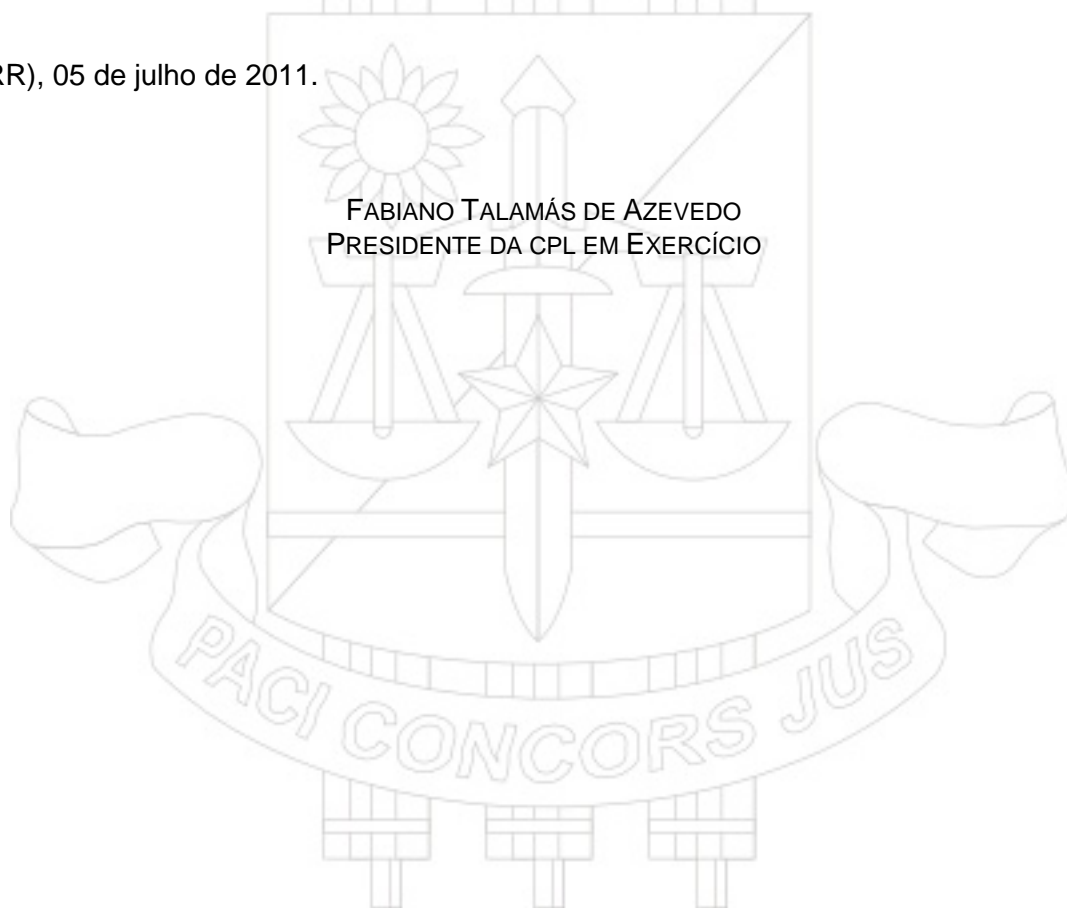 RR), 05 de julho de 2011.
FABIANO TALAMÁS DE AZEVEDO
PRESIDENTE DA CPL EM EXERCÍCIO
PACI CONCORS JUS